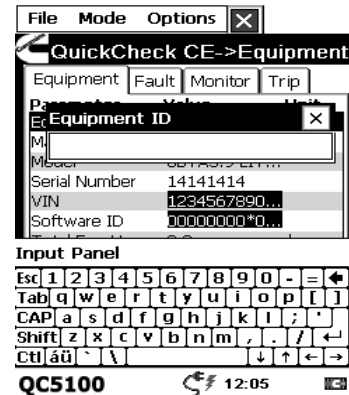 File Mode Options
QuickCheck CE->Equipment
Equipment Fault Monitor Trip
Equipment ID
Serial Number 14141414
VIN 1234567890...
Software ID 00000000*0...
Input Panel
Esc 1 2 3 4 5 6 7 8 9 0 - =
Tab q w e r t y u i o p [ ]
CAP a s d f g h j k l ; '
Shift z x c v b n m , . /
Ctl áü ` \
QC5100 12:05